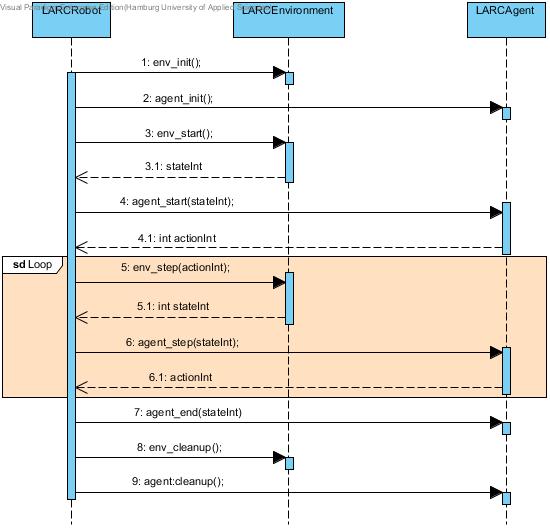 Visual Paradigm Standard Edition(Hamburg University of Applied
LARCRobot
LARCEnvironment
LARCAgent
1: env_init();
2: agent_init();
3: env_start();
3.1: stateInt
4: agent_start(stateInt);
4.1: int actionInt
sd Loop
5: env_step(actionInt);
5.1: int stateInt
6: agent_step(stateInt);
6.1: actionInt
7: agent_end(stateInt)
8: env_cleanup();
9: agent:cleanup();